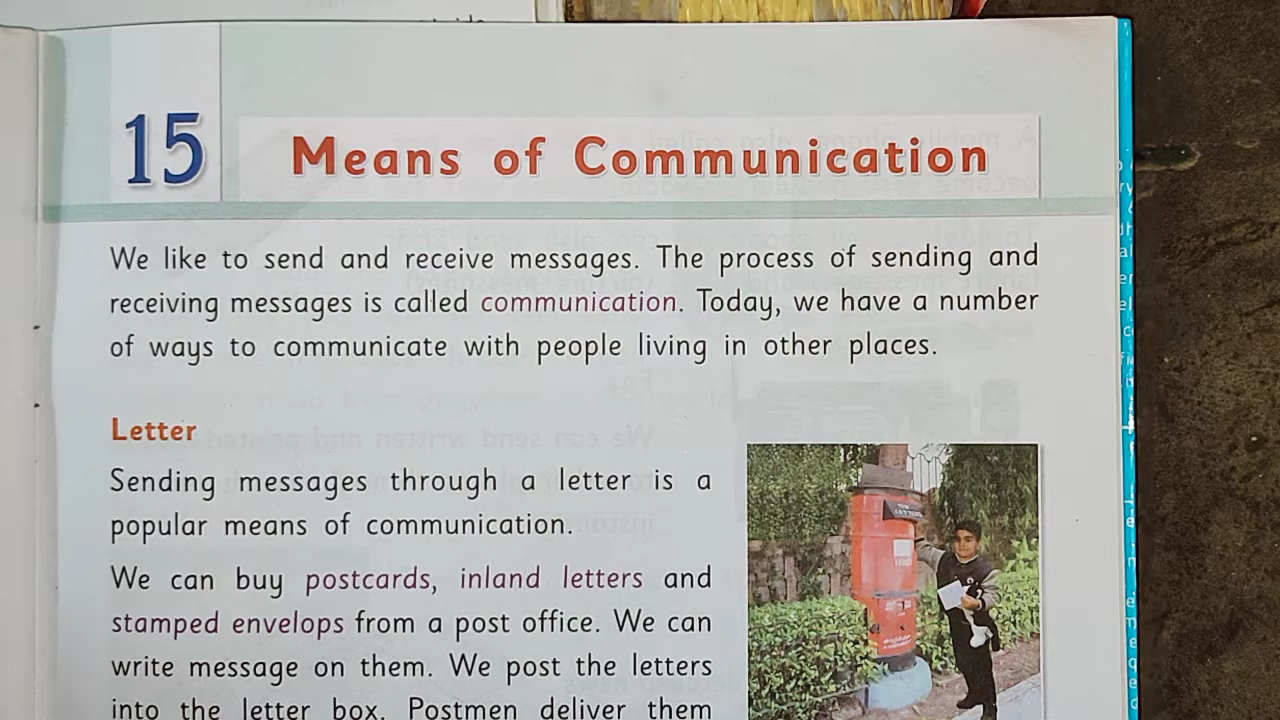 15
Means of Communication
We like to send and receive messages. The process of sending and
receiving messages is called communication. Today, we have a number
of ways to communicate with people living in other places.
Letter
Sending messages through a letter is a
popular means of communication.
We can buy postcards, inland letters and
stamped envelops from a post office. We can
write message on them. We post the letters
into the letter box. Postmen deliver them